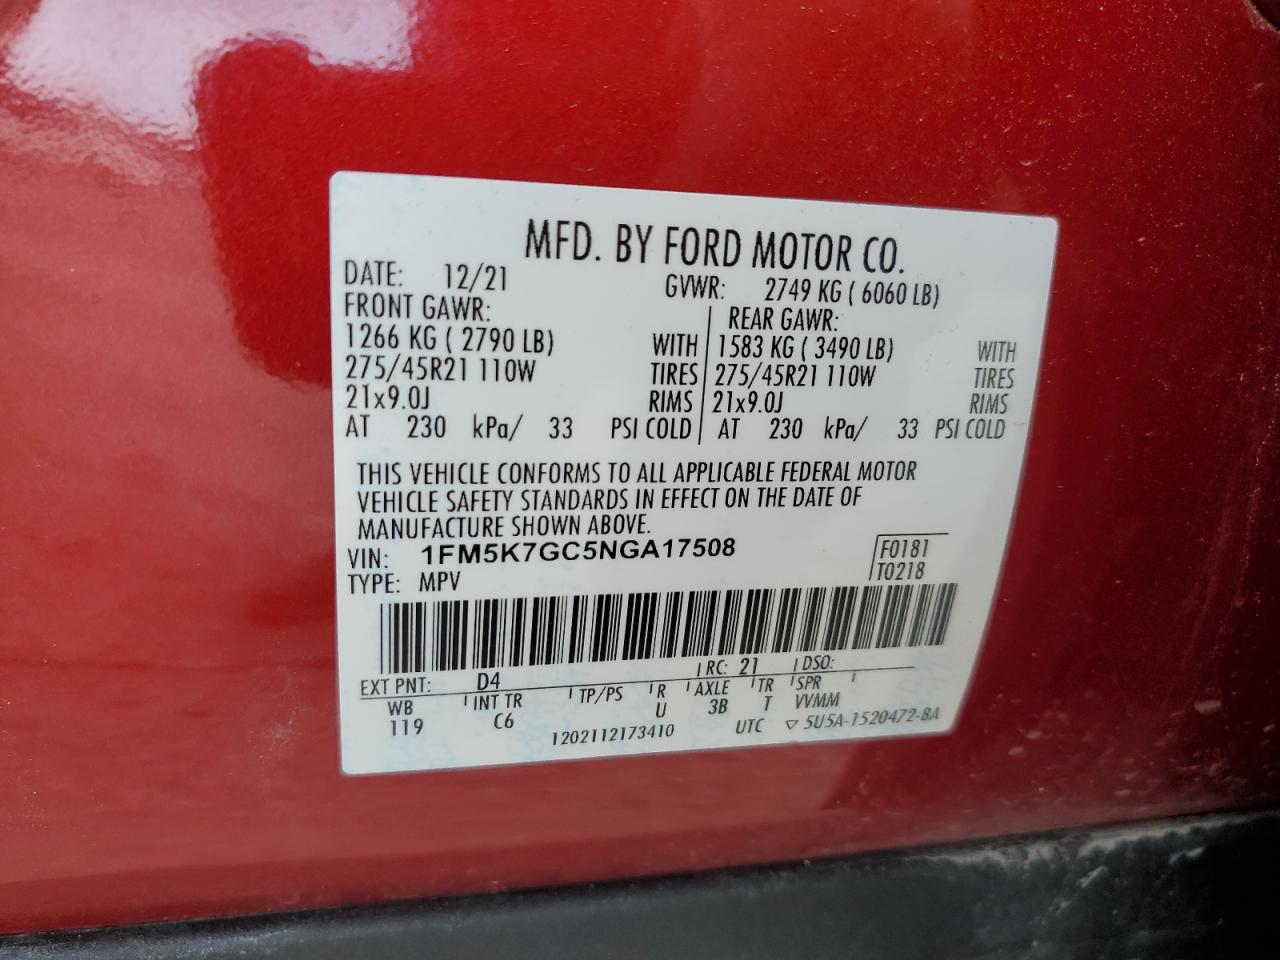 MFD. BY FORD MOTOR CO.
DATE: 12/21
GVWR: 2749 KG ( 6060 LB)
FRONT GAWR:
1266 KG ( 2790 LB) WITH
275/45R21 110W TIRES
21x9.0J RIMS
AT 230 kPa/ 33 PSI COLD
REAR GAWR:
1583 KG ( 3490 LB) WITH
275/45R21 110W TIRES
21x9.0J RIMS
AT 230 kPa/ 33 PSI COLD
THIS VEHICLE CONFORMS TO ALL APPLICABLE FEDERAL MOTOR
VEHICLE SAFETY STANDARDS IN EFFECT ON THE DATE OF
MANUFACTURE SHOWN ABOVE.
VIN: 1FM5K7GC5NGA17508
TYPE: MPV
F0181
T0218
EXT PNT: D4 RC: 21 DSO:
WB INT TR TP/PS R AXLE TR SPR
119 C6 U 3B T VVMM
1202112173410 UTC ▽ 5U5A-1520472-BA